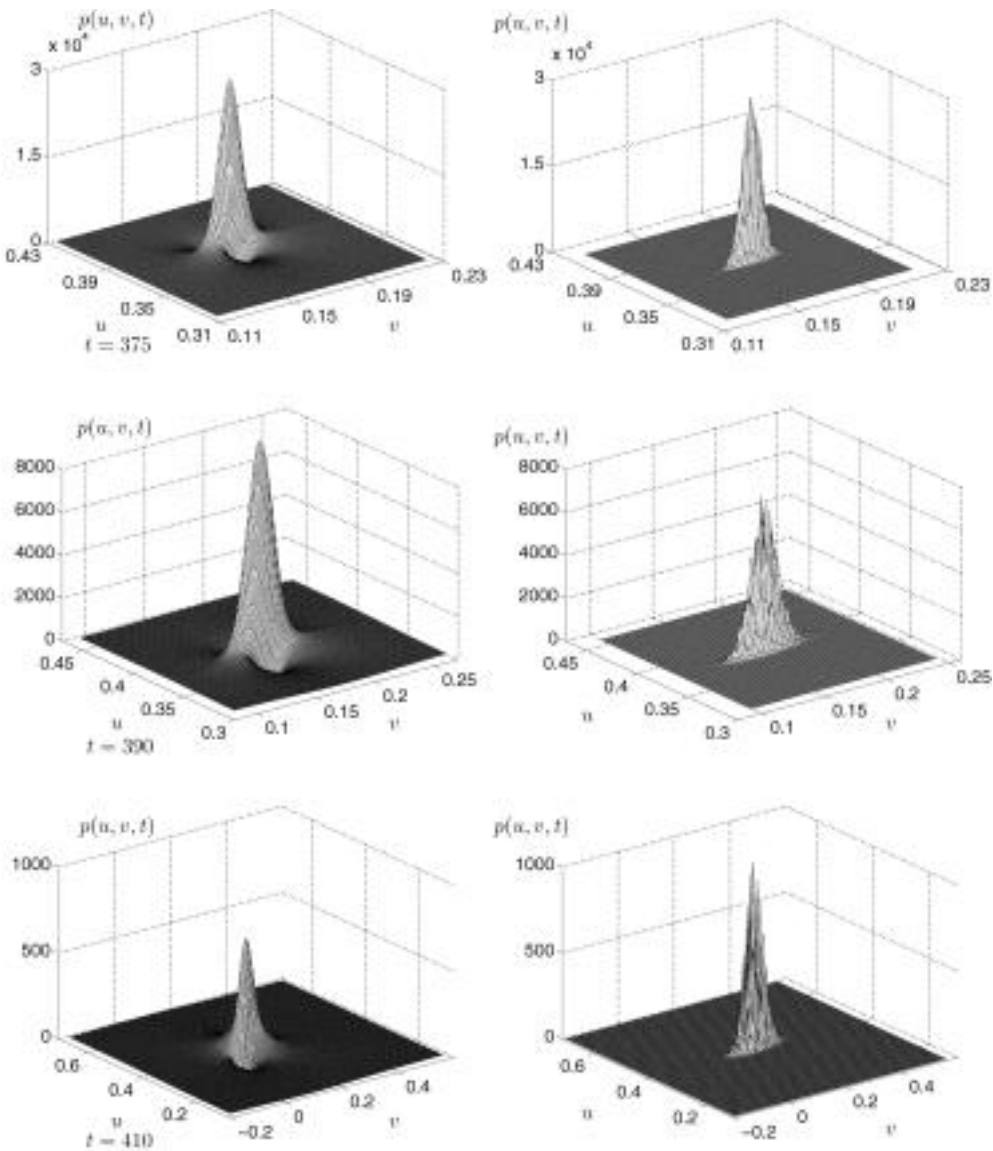 p(u, v, t)
x 10⁴
3
1.5
0
0.43
0.39
0.35
0.31
u
0.11
0.15
0.19
0.23
v
t = 375
p(u, v, t)
x 10⁴
3
1.5
0
0.43
0.39
0.35
0.31
u
0.11
0.15
0.19
0.23
v
p(u, v, t)
8000
6000
4000
2000
0
0.45
0.4
0.35
0.3
u
0.1
0.15
0.2
0.25
v
t = 390
p(u, v, t)
8000
6000
4000
2000
0
0.45
0.4
0.35
0.3
u
0.1
0.15
0.2
0.25
v
p(u, v, t)
1000
500
0
0.6
0.4
0.2
u
−0.2
0
0.2
0.4
v
t = 410
p(u, v, t)
1000
500
0
0.6
0.4
0.2
u
−0.2
0
0.2
0.4
v